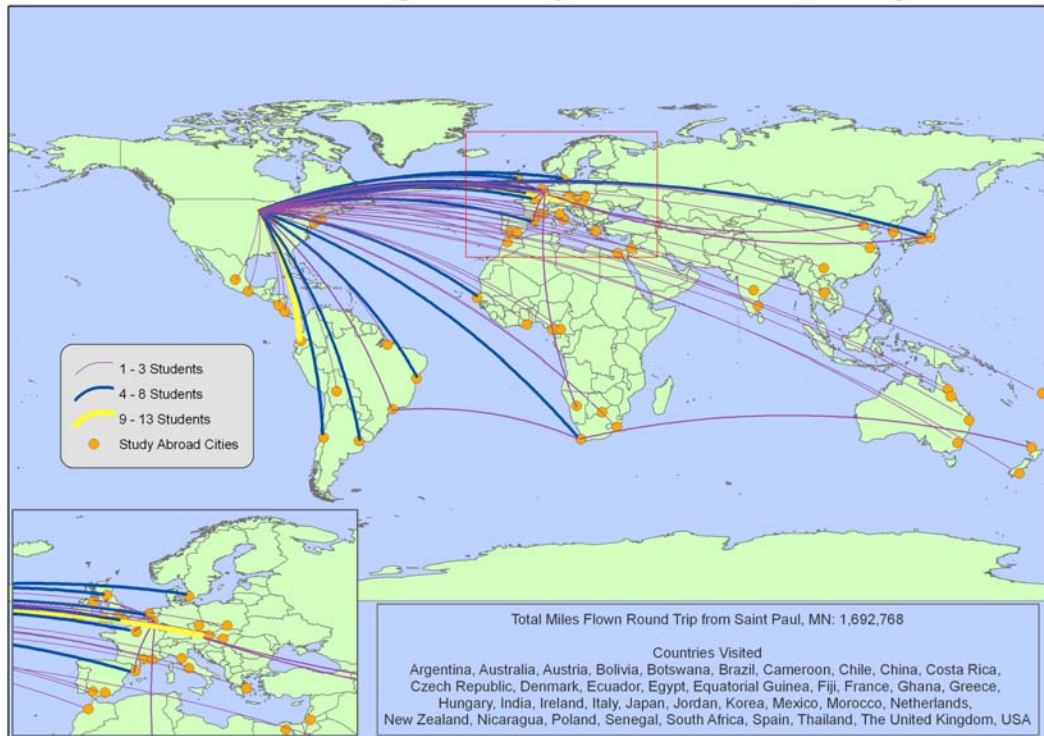 1 - 3 Students
4 - 8 Students
9 - 13 Students
Study Abroad Cities
Total Miles Flown Round Trip from Saint Paul, MN: 1,692,768
Countries Visited
Argentina, Australia, Austria, Bolivia, Botswana, Brazil, Cameroon, Chile, China, Costa Rica,
Czech Republic, Denmark, Ecuador, Egypt, Equatorial Guinea, Fiji, France, Ghana, Greece,
Hungary, India, Ireland, Italy, Japan, Jordan, Korea, Mexico, Morocco, Netherlands,
New Zealand, Nicaragua, Poland, Senegal, South Africa, Spain, Thailand, The United Kingdom, USA